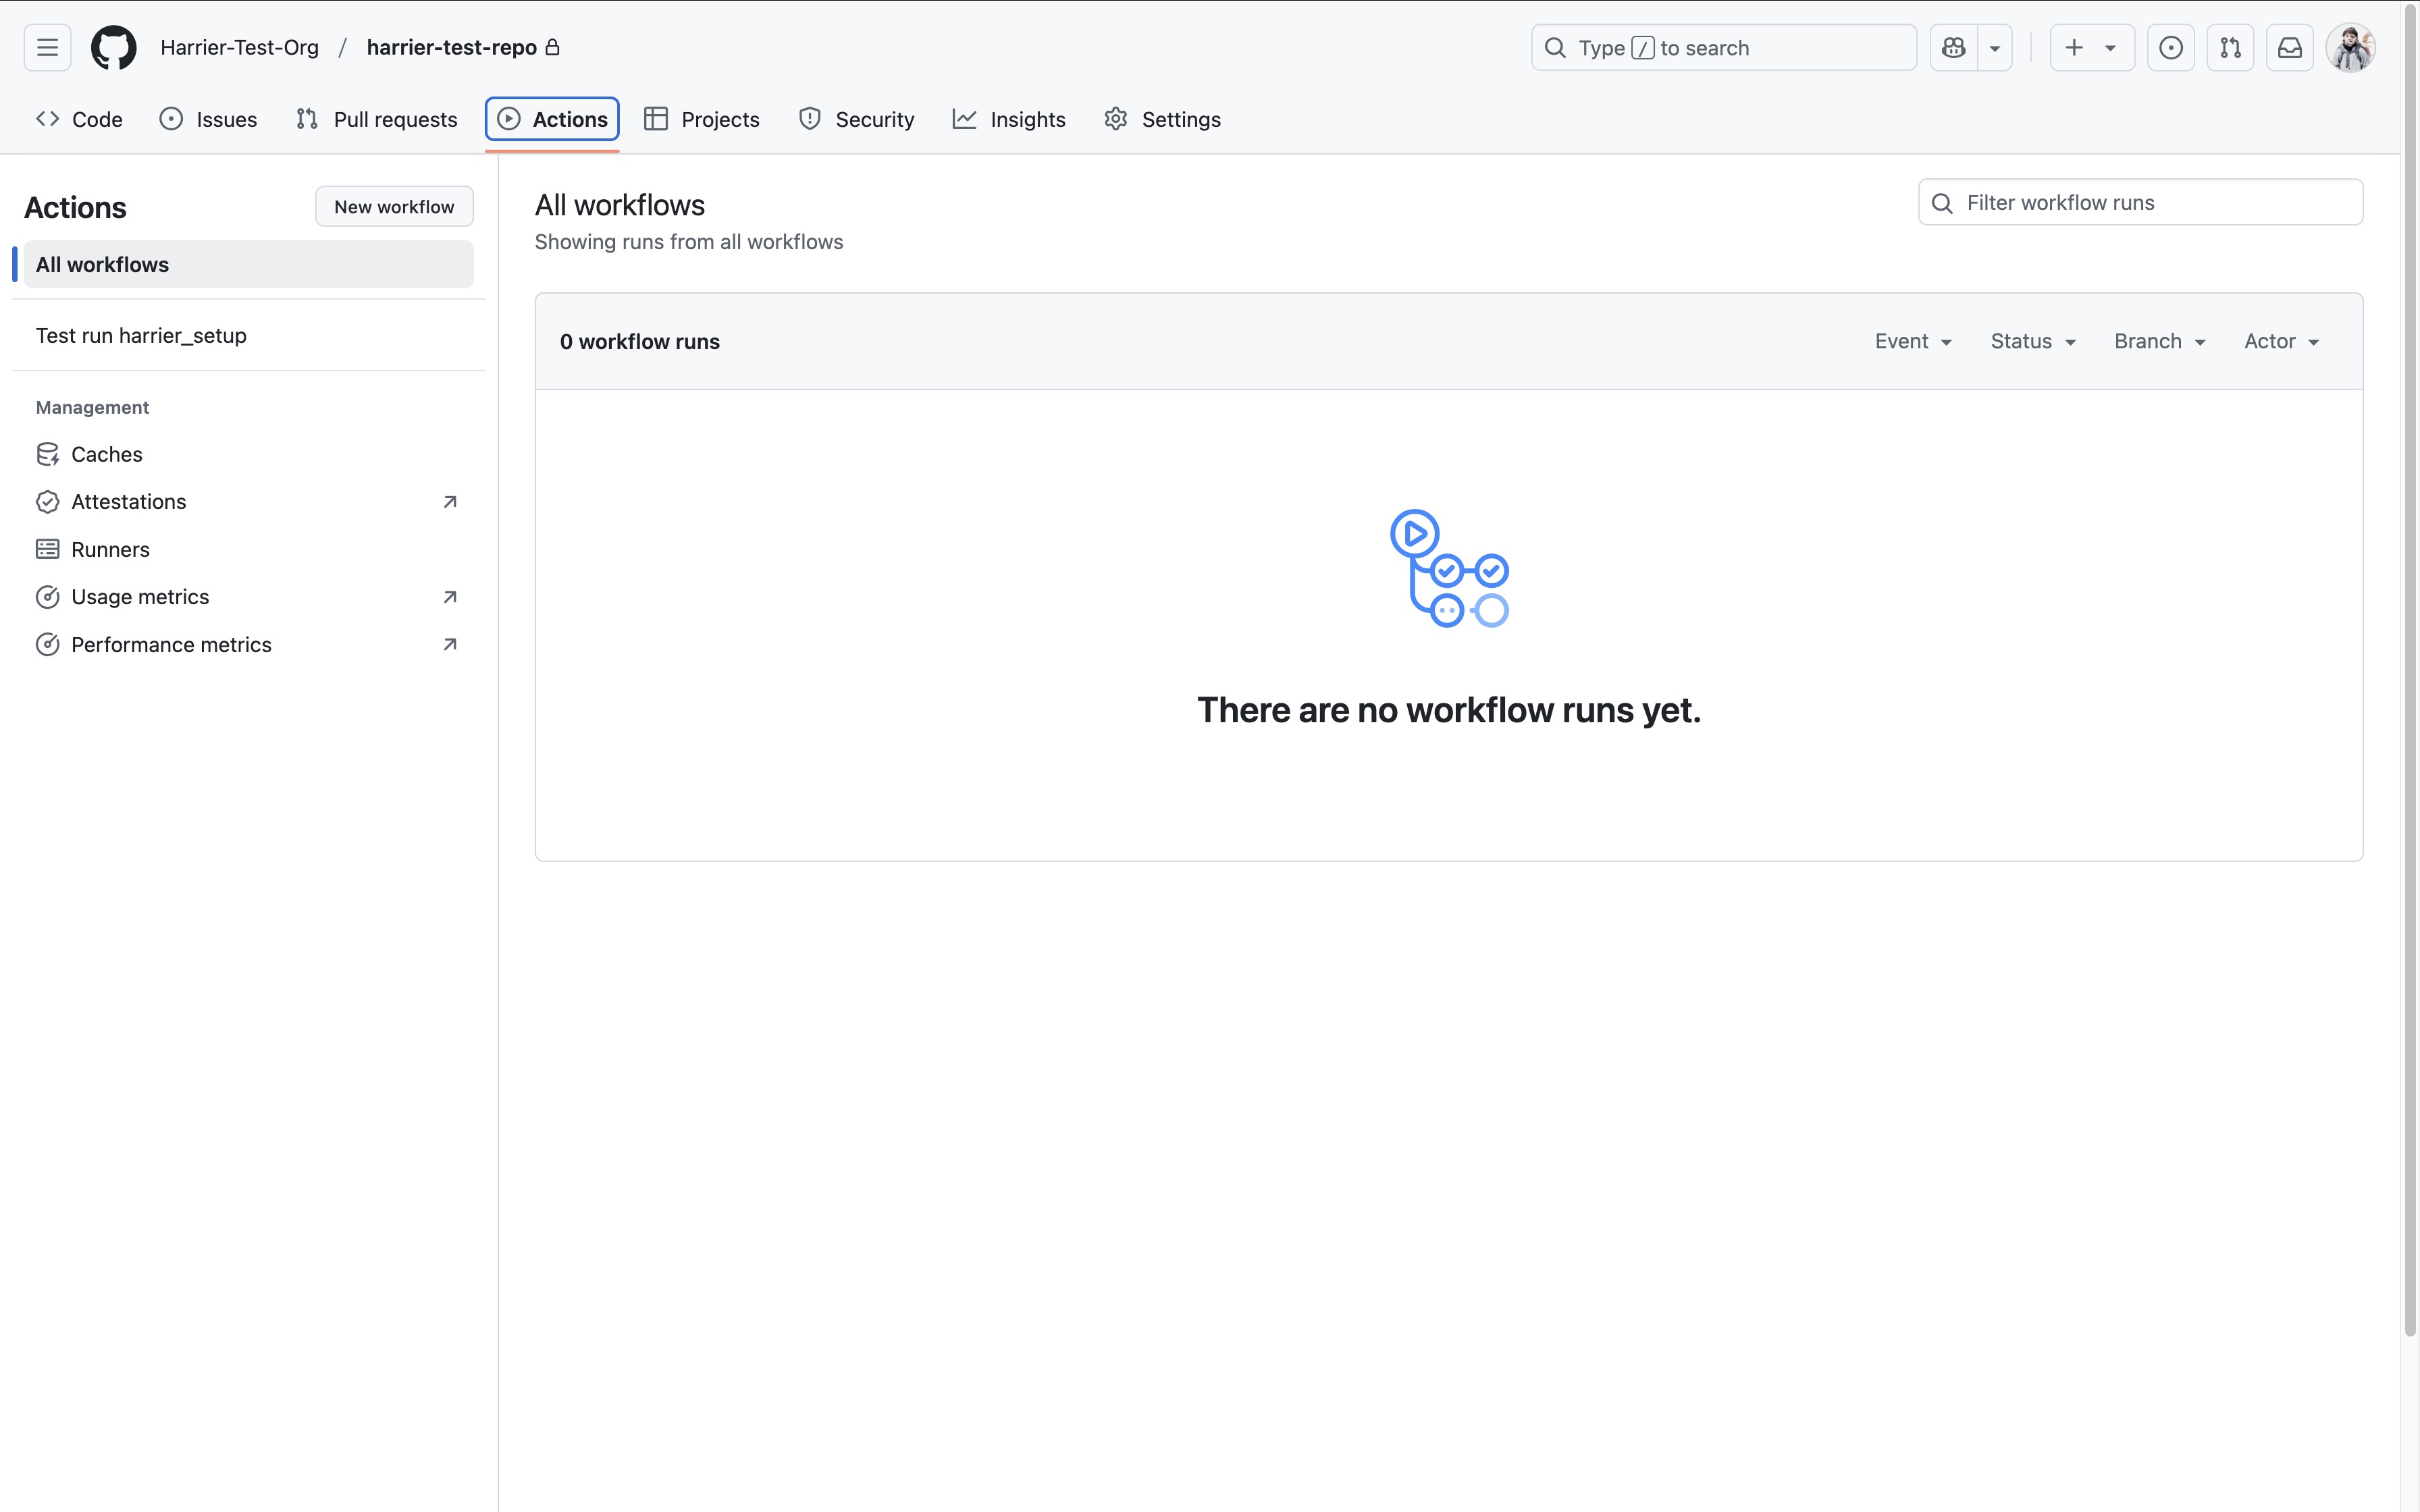 Harrier-Test-Org / harrier-test-repo
Type / to search
Code
Issues
Pull requests
Actions
Projects
Security
Insights
Settings
Actions
New workflow
All workflows
Test run harrier_setup
Management
Caches
Attestations
Runners
Usage metrics
Performance metrics
All workflows
Showing runs from all workflows
Filter workflow runs
0 workflow runs
Event
Status
Branch
Actor
There are no workflow runs yet.